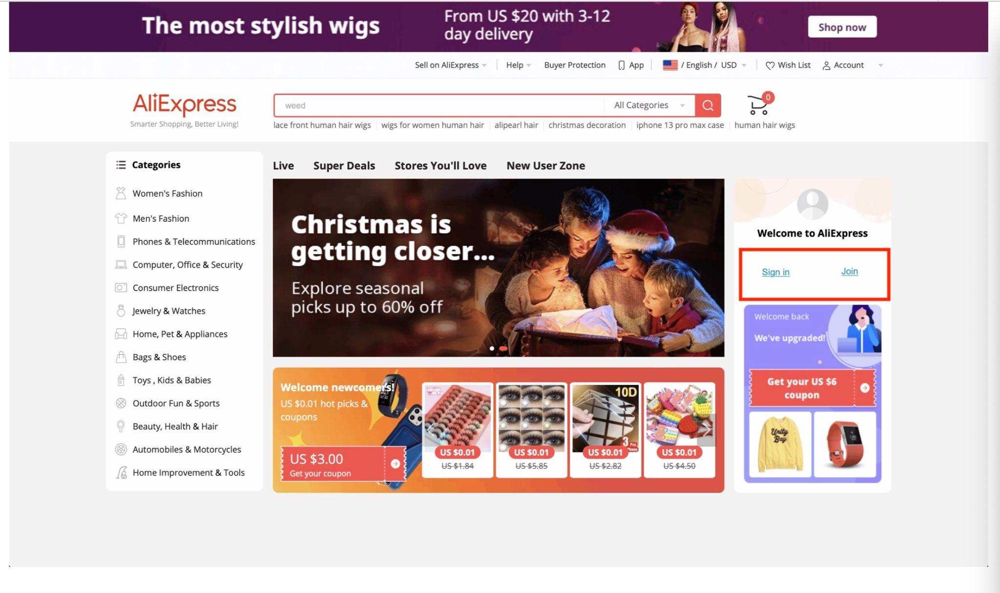 The most stylish wigs
From US $20 with 3-12
day delivery
Shop now
Sell on AliExpress
Help
Buyer Protection
App
/ English / USD
Wish List
Account
AliExpress
Smarter Shopping, Better Living!
weed
All Categories
0
lace front human hair wigs
wigs for women human hair
alipearl hair
christmas decoration
iphone 13 pro max case
human hair wigs
Categories
Women's Fashion
Men's Fashion
Phones & Telecommunications
Computer, Office & Security
Consumer Electronics
Jewelry & Watches
Home, Pet & Appliances
Bags & Shoes
Toys , Kids & Babies
Outdoor Fun & Sports
Beauty, Health & Hair
Automobiles & Motorcycles
Home Improvement & Tools
Live
Super Deals
Stores You'll Love
New User Zone
Christmas is
getting closer...
Explore seasonal
picks up to 60% off
Welcome newcomers!
US $0.01 hot picks &
coupons
US $3.00
Get your coupon
US $0.01
US $1.84
US $0.01
US $5.85
10D
3 Pcs
US $0.01
US $2.82
US $0.01
US $4.50
Welcome to AliExpress
Sign in
Join
Welcome back
We've upgraded!
Get your US $6
coupon
Unity
Bay